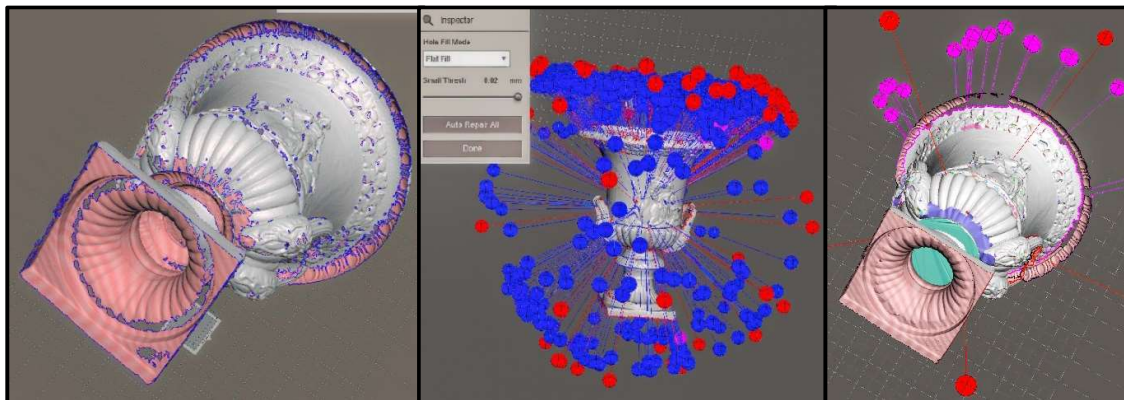 Inspector
Hole Fill Mode
Flat Fill
Small Thresh 0.02 mm
Auto Repair All
Done